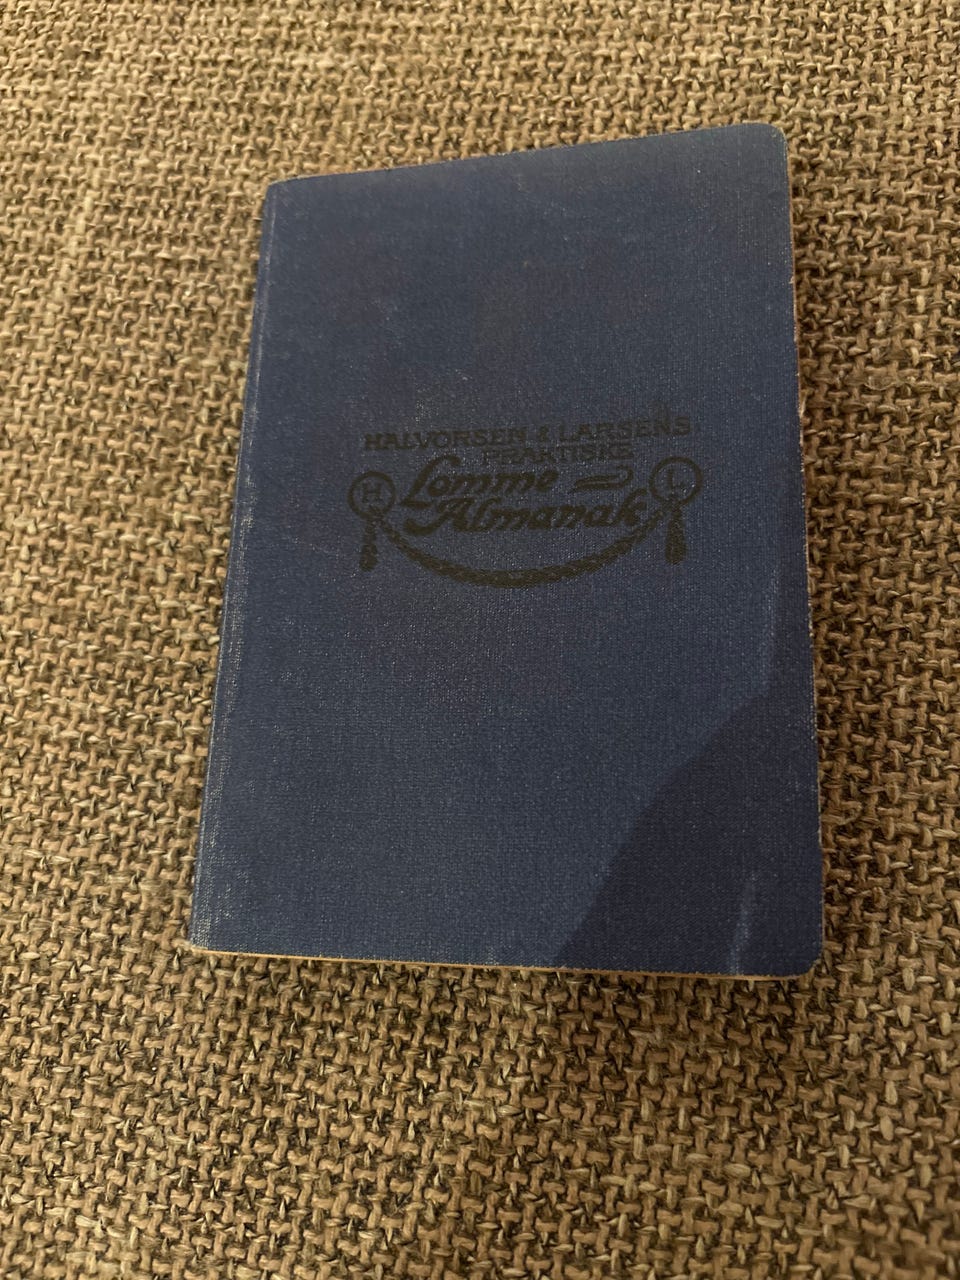 HALVORSEN & LARSENS
PRAKTISKE
H Lomme= L
Almanak